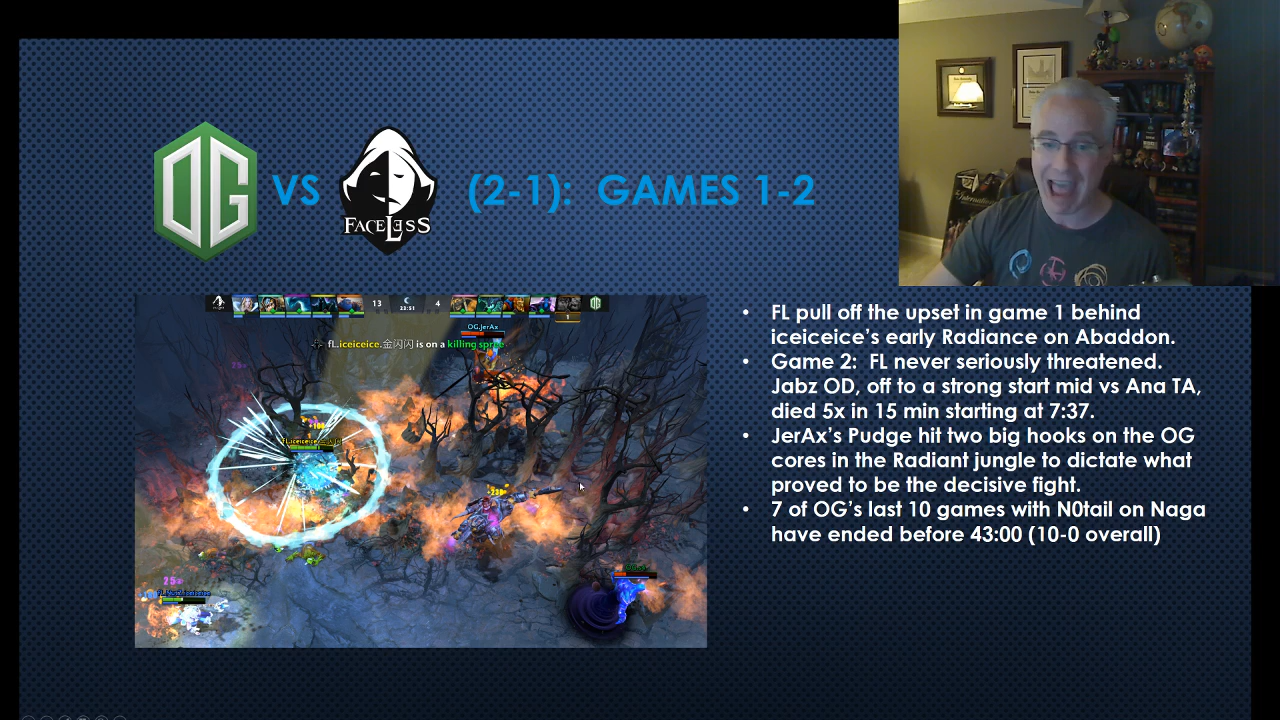 OG VS FACELESS (2-1): GAMES 1-2
13 23:51 4
OG.JerAx
fL.iceiceice.金闪闪 is on a killing spree
25
1
FL pull off the upset in game 1 behind
iceiceice's early Radiance on Abaddon.
Game 2: FL never seriously threatened.
Jabz OD, off to a strong start mid vs Ana TA,
died 5x in 15 min starting at 7:37.
JerAx's Pudge hit two big hooks on the OG
cores in the Radiant jungle to dictate what
proved to be the decisive fight.
7 of OG's last 10 games with N0tail on Naga
have ended before 43:00 (10-0 overall)